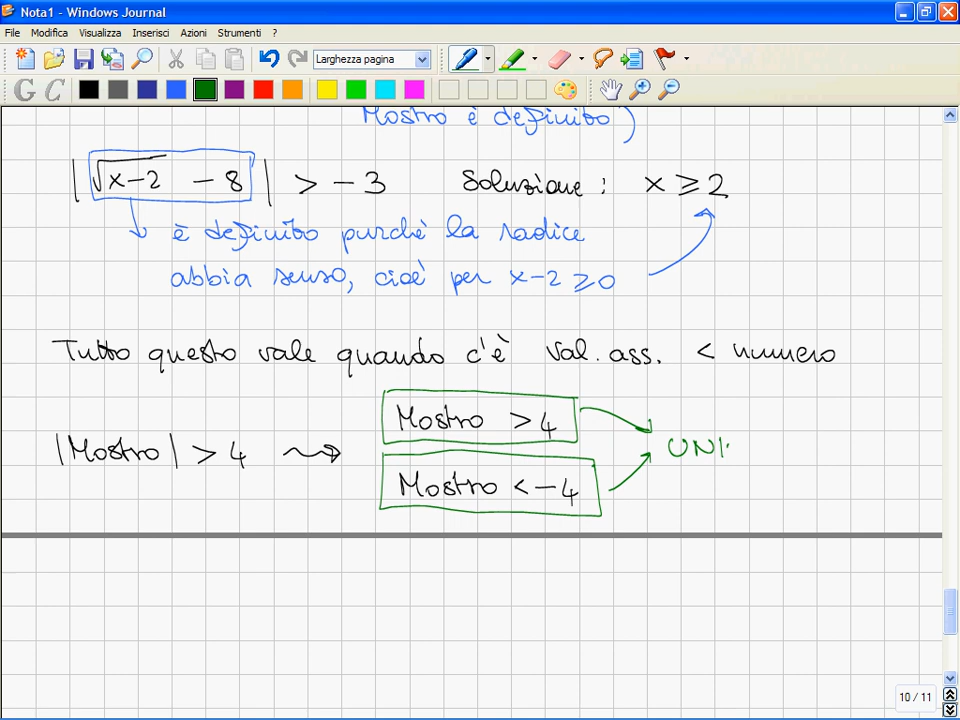 Nota1 - Windows Journal
File Modifica Visualizza Inserisci Azioni Strumenti ?
Larghezza pagina
G C
Mostro è definito)
|√x-2 - 8| > -3 Soluzione: x ≥ 2
è definito purché la radice
abbia senso, cioè per x-2 ≥ 0
Tutto questo vale quando c'è val. ass. < numero
Mostro > 4
|Mostro| > 4 ⇝ UNI
Mostro < -4
10 / 11